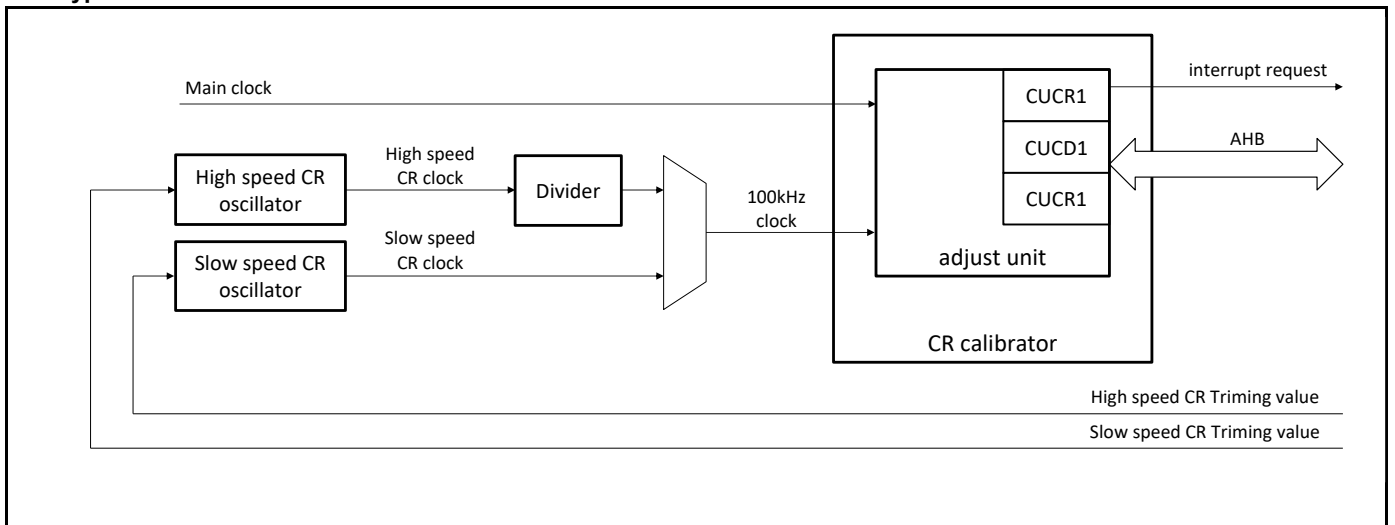 Main clock
interrupt request
CUCR1
CUCD1
CUCR1
AHB
High speed CR
oscillator
High speed
CR clock
Divider
100kHz
clock
Slow speed CR
oscillator
Slow speed
CR clock
adjust unit
CR calibrator
High speed CR Triming value
Slow speed CR Triming value